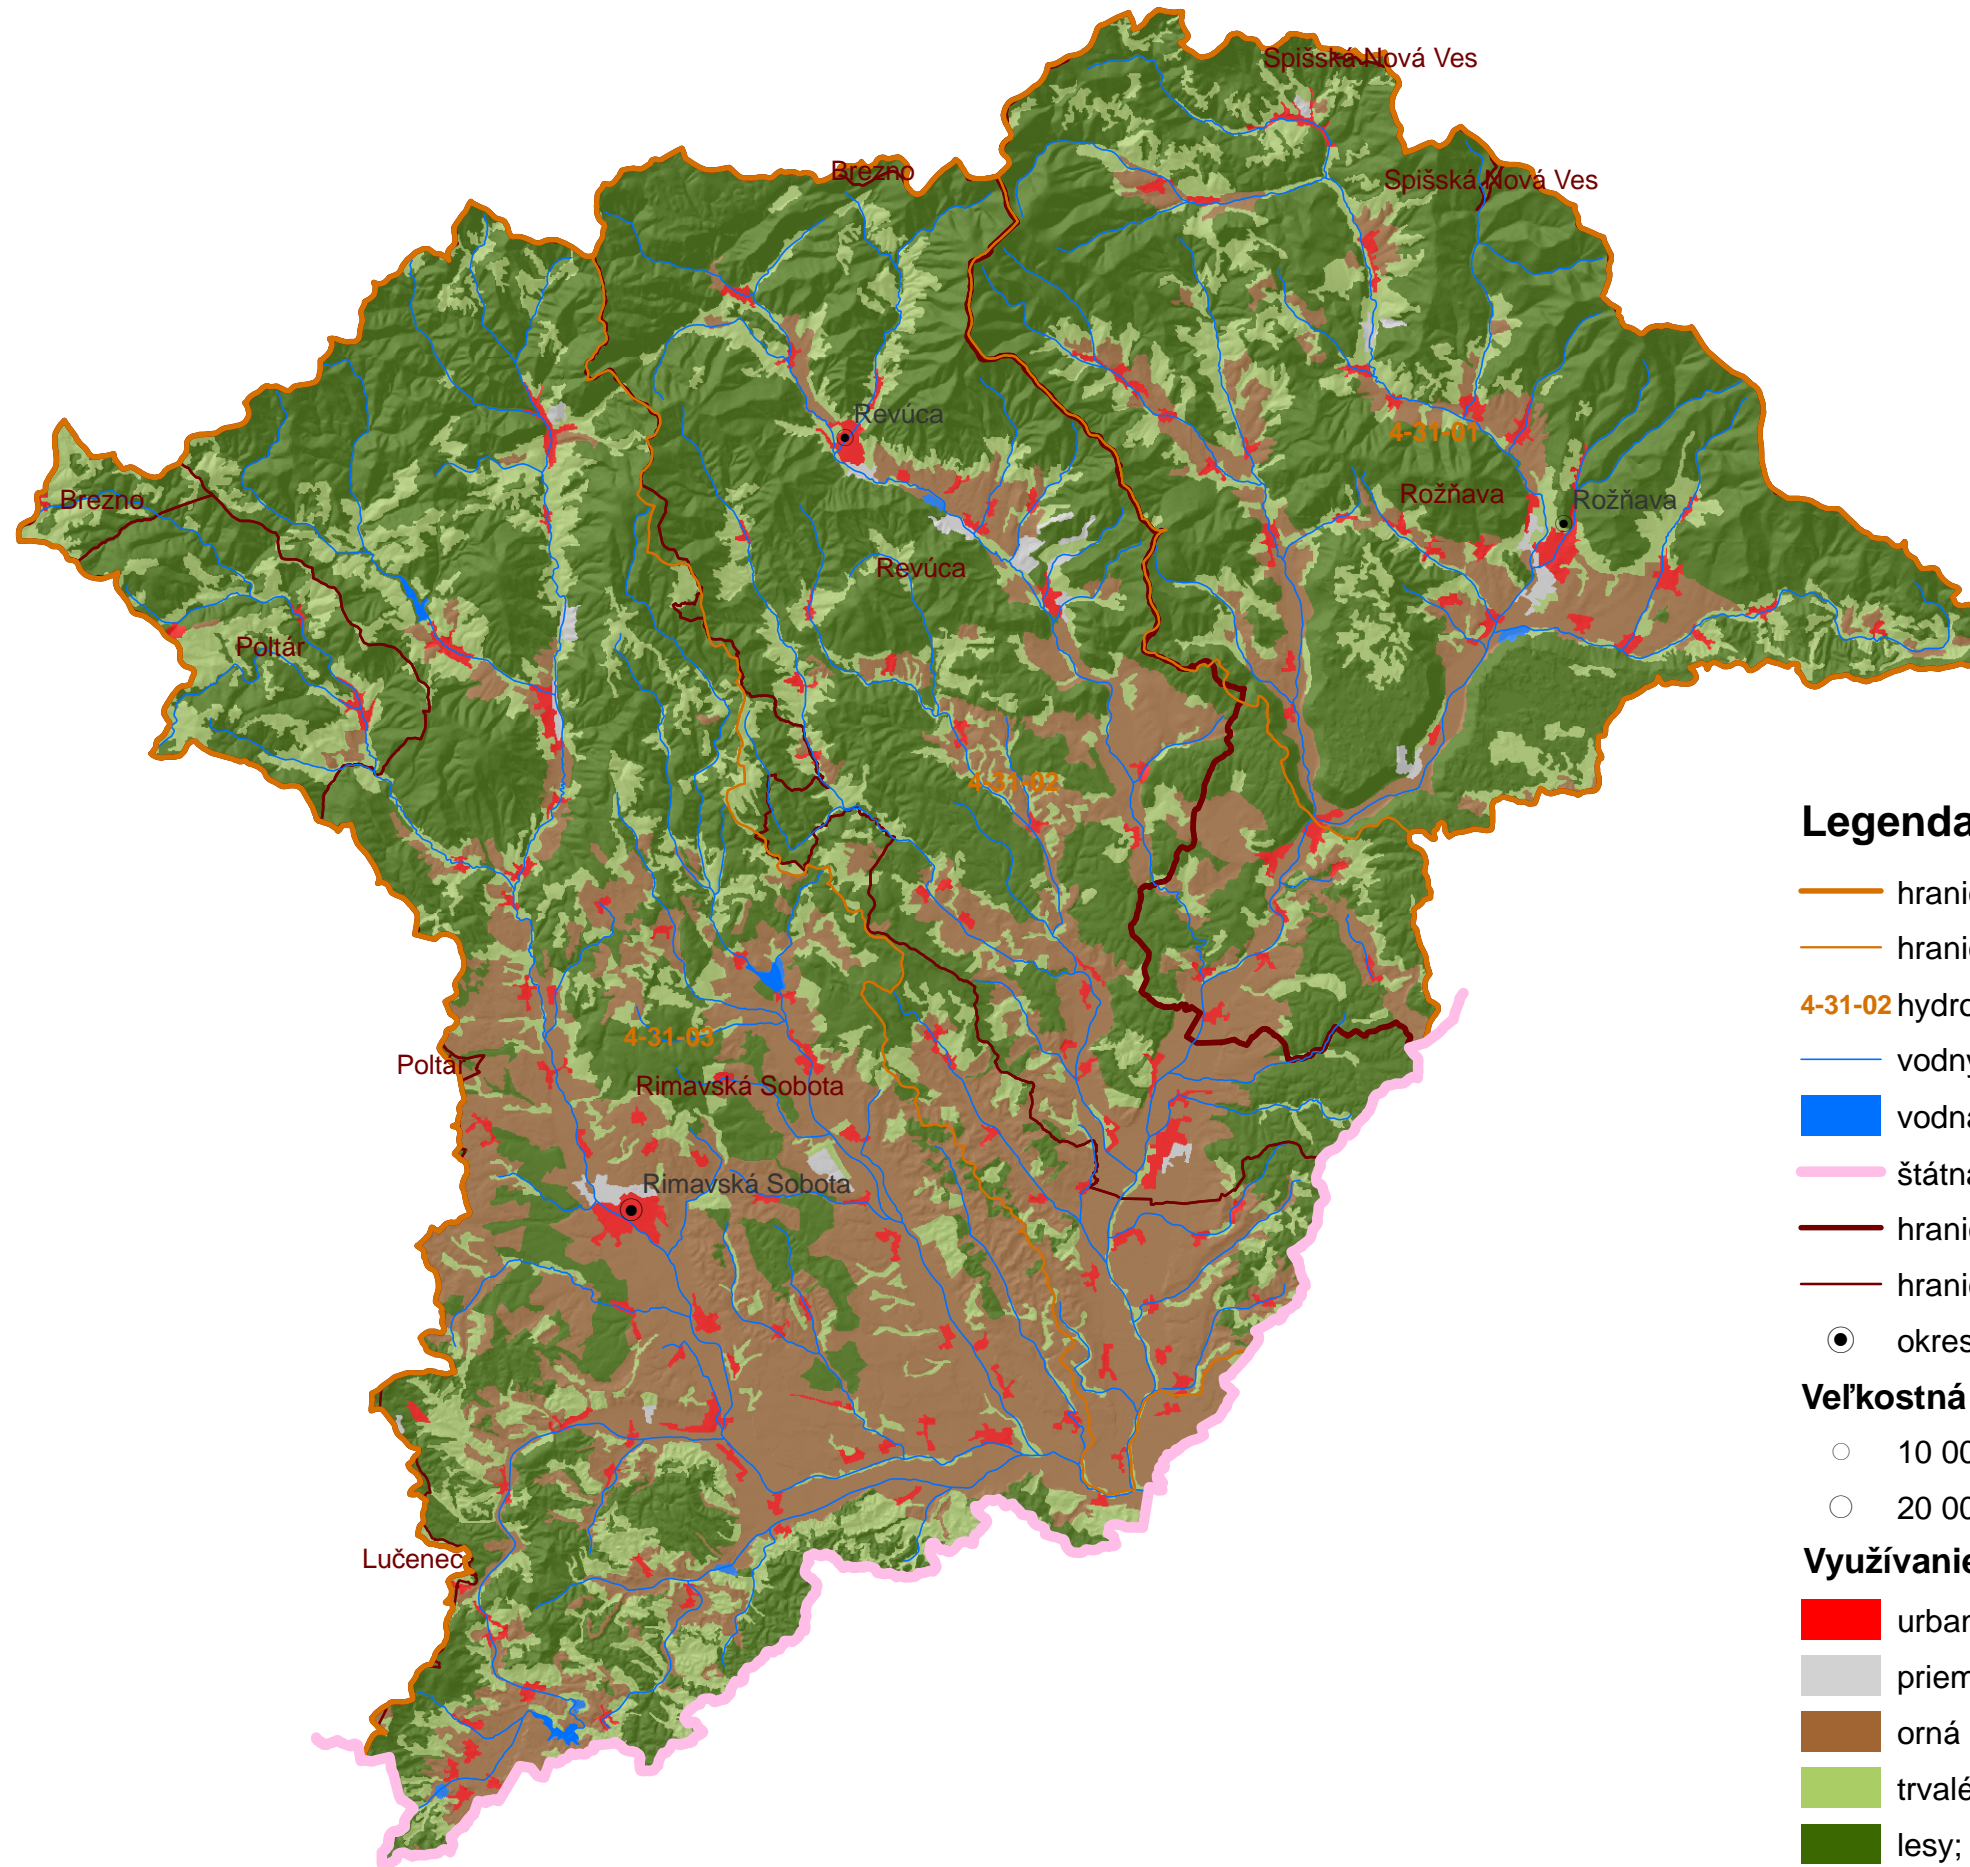 Spišská Nová Ves
Brezno
Spišská Nová Ves
Revúca
4-31-01
Rožňava
Rožňava
Brezno
Revúca
Poltár
4-31-02
4-31-03
Poltár
Rimavská Sobota
Rimavská Sobota
Lučenec
Legenda
hranic
hranic
4-31-02 hydro
vodný
vodná
štátna
hranic
hranic
okres
Veľkostná
10 00
20 00
Využívanie
urban
priem
orná
trvalé
lesy;